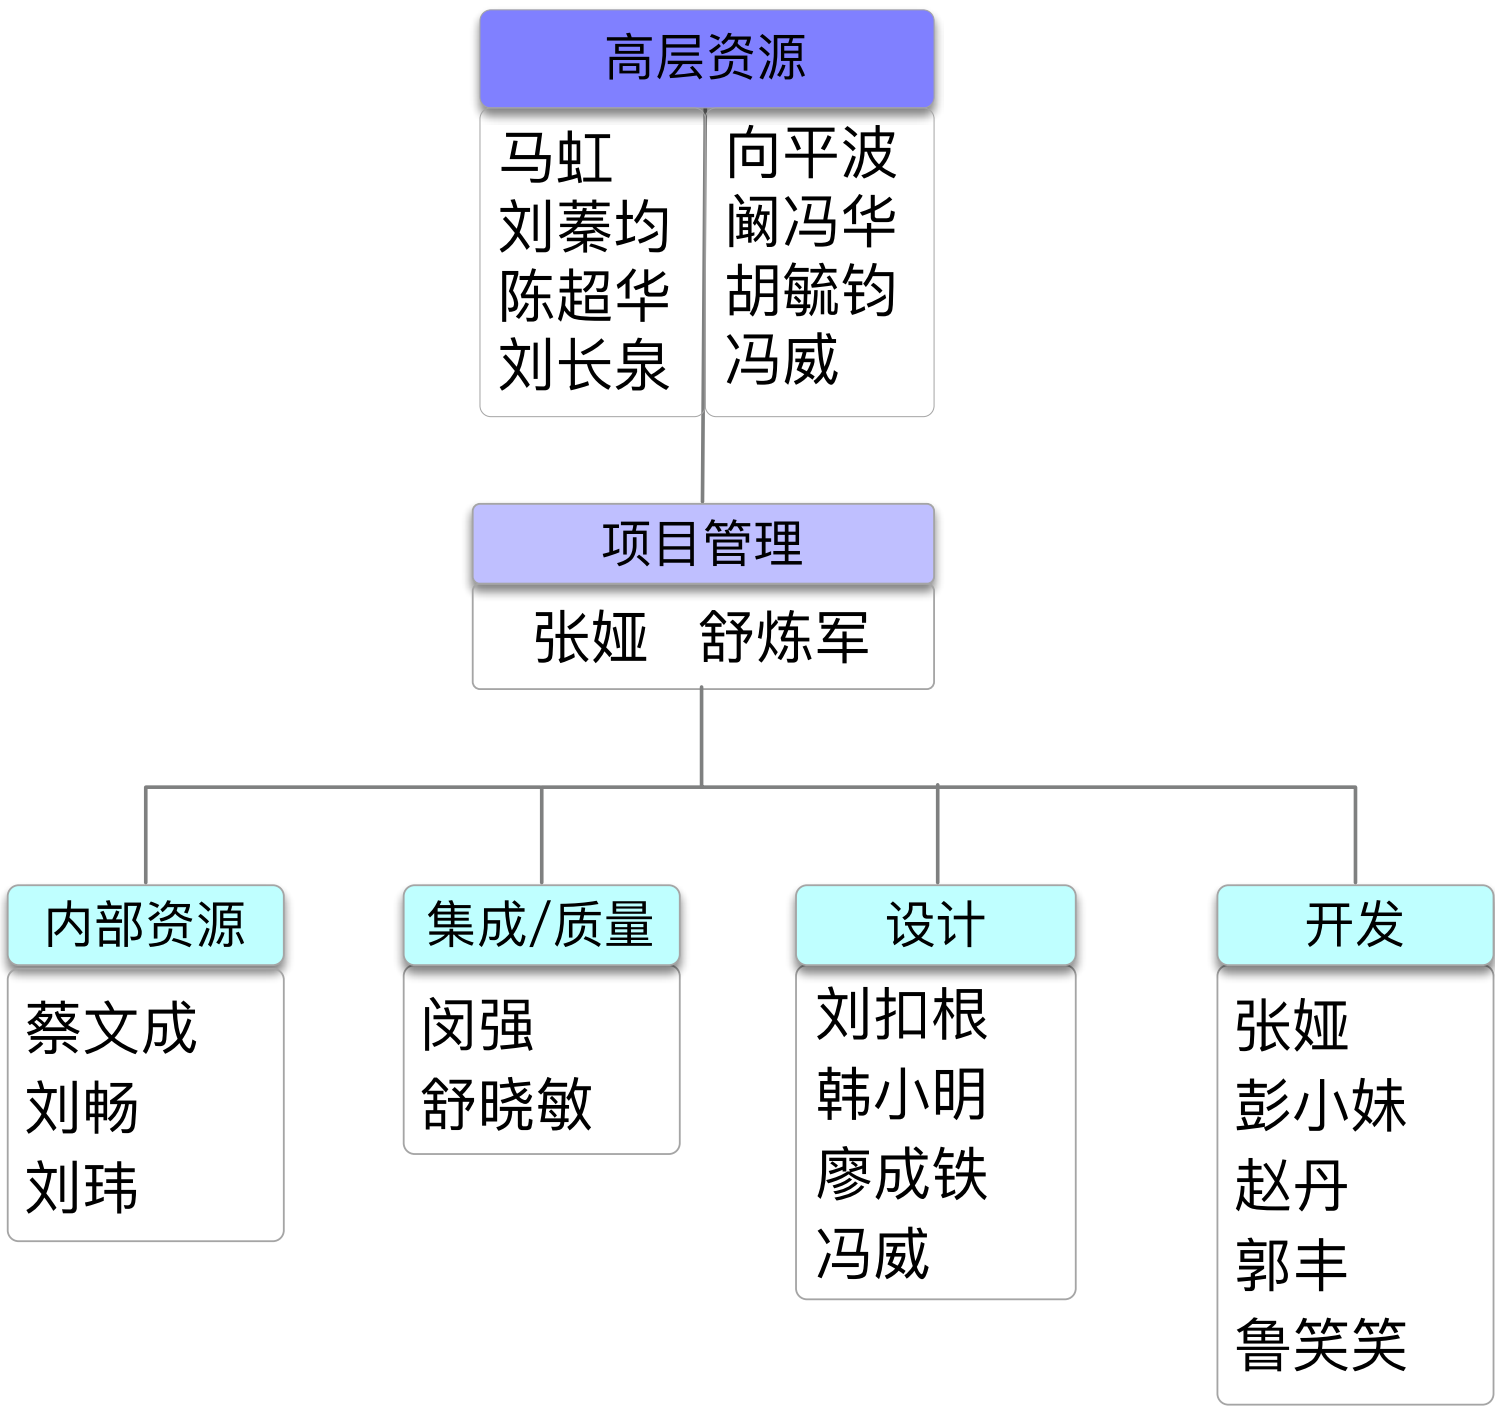 高层资源
马虹
刘蓁均
陈超华
刘长泉
向平波
阚冯华
胡毓钧
冯威
项目管理
张娅 舒炼军
内部资源
蔡文成
刘畅
刘玮
集成/质量
闵强
舒晓敏
设计
刘扣根
韩小明
廖成铁
冯威
开发
张娅
彭小妹
赵丹
郭丰
鲁笑笑